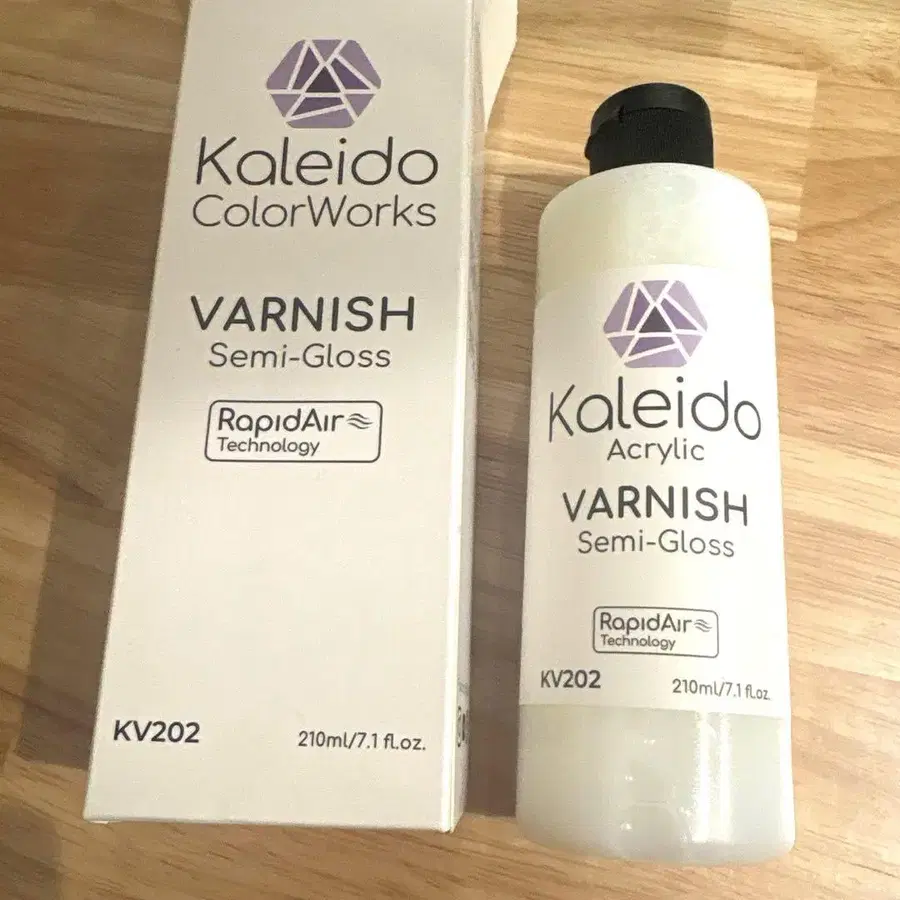 Kaleido
ColorWorks
VARNISH
Semi-Gloss
RapidAir
Technology
KV202
210ml/7.1 fl.oz.
Kaleido
Acrylic
VARNISH
Semi-Gloss
RapidAir
Technology
KV202
210ml/7.1 fl.oz.